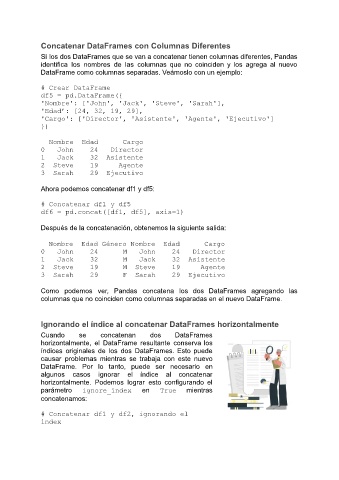 Concatenar DataFrames con Columnas Diferentes
Si los dos DataFrames que se van a concatenar tienen columnas diferentes, Pandas
identifica los nombres de las columnas que no coinciden y los agrega al nuevo
DataFrame como columnas separadas. Veámoslo con un ejemplo:
# Crear DataFrame
df5 = pd.DataFrame({
'Nombre': ['John', 'Jack', 'Steve', 'Sarah'],
'Edad': [24, 32, 19, 29],
'Cargo': ['Director', 'Asistente', 'Agente', 'Ejecutivo']
})
Nombre Edad Cargo
0 John 24 Director
1 Jack 32 Asistente
2 Steve 19 Agente
3 Sarah 29 Ejecutivo
Ahora podemos concatenar df1 y df5:
# Concatenar df1 y df5
df6 = pd.concat([df1, df5], axis=1)
Después de la concatenación, obtenemos la siguiente salida:
Nombre Edad Género Nombre Edad Cargo
0 John 24 M John 24 Director
1 Jack 32 M Jack 32 Asistente
2 Steve 19 M Steve 19 Agente
3 Sarah 29 F Sarah 29 Ejecutivo
Como podemos ver, Pandas concatena los dos DataFrames agregando las
columnas que no coinciden como columnas separadas en el nuevo DataFrame.
Ignorando el índice al concatenar DataFrames horizontalmente
Cuando se concatenan dos DataFrames
horizontalmente, el DataFrame resultante conserva los
índices originales de los dos DataFrames. Esto puede
causar problemas mientras se trabaja con este nuevo
DataFrame. Por lo tanto, puede ser necesario en
algunos casos ignorar el índice al concatenar
horizontalmente. Podemos lograr esto configurando el
parámetro ignore_index en True mientras
concatenamos:
# Concatenar df1 y df2, ignorando el
índex